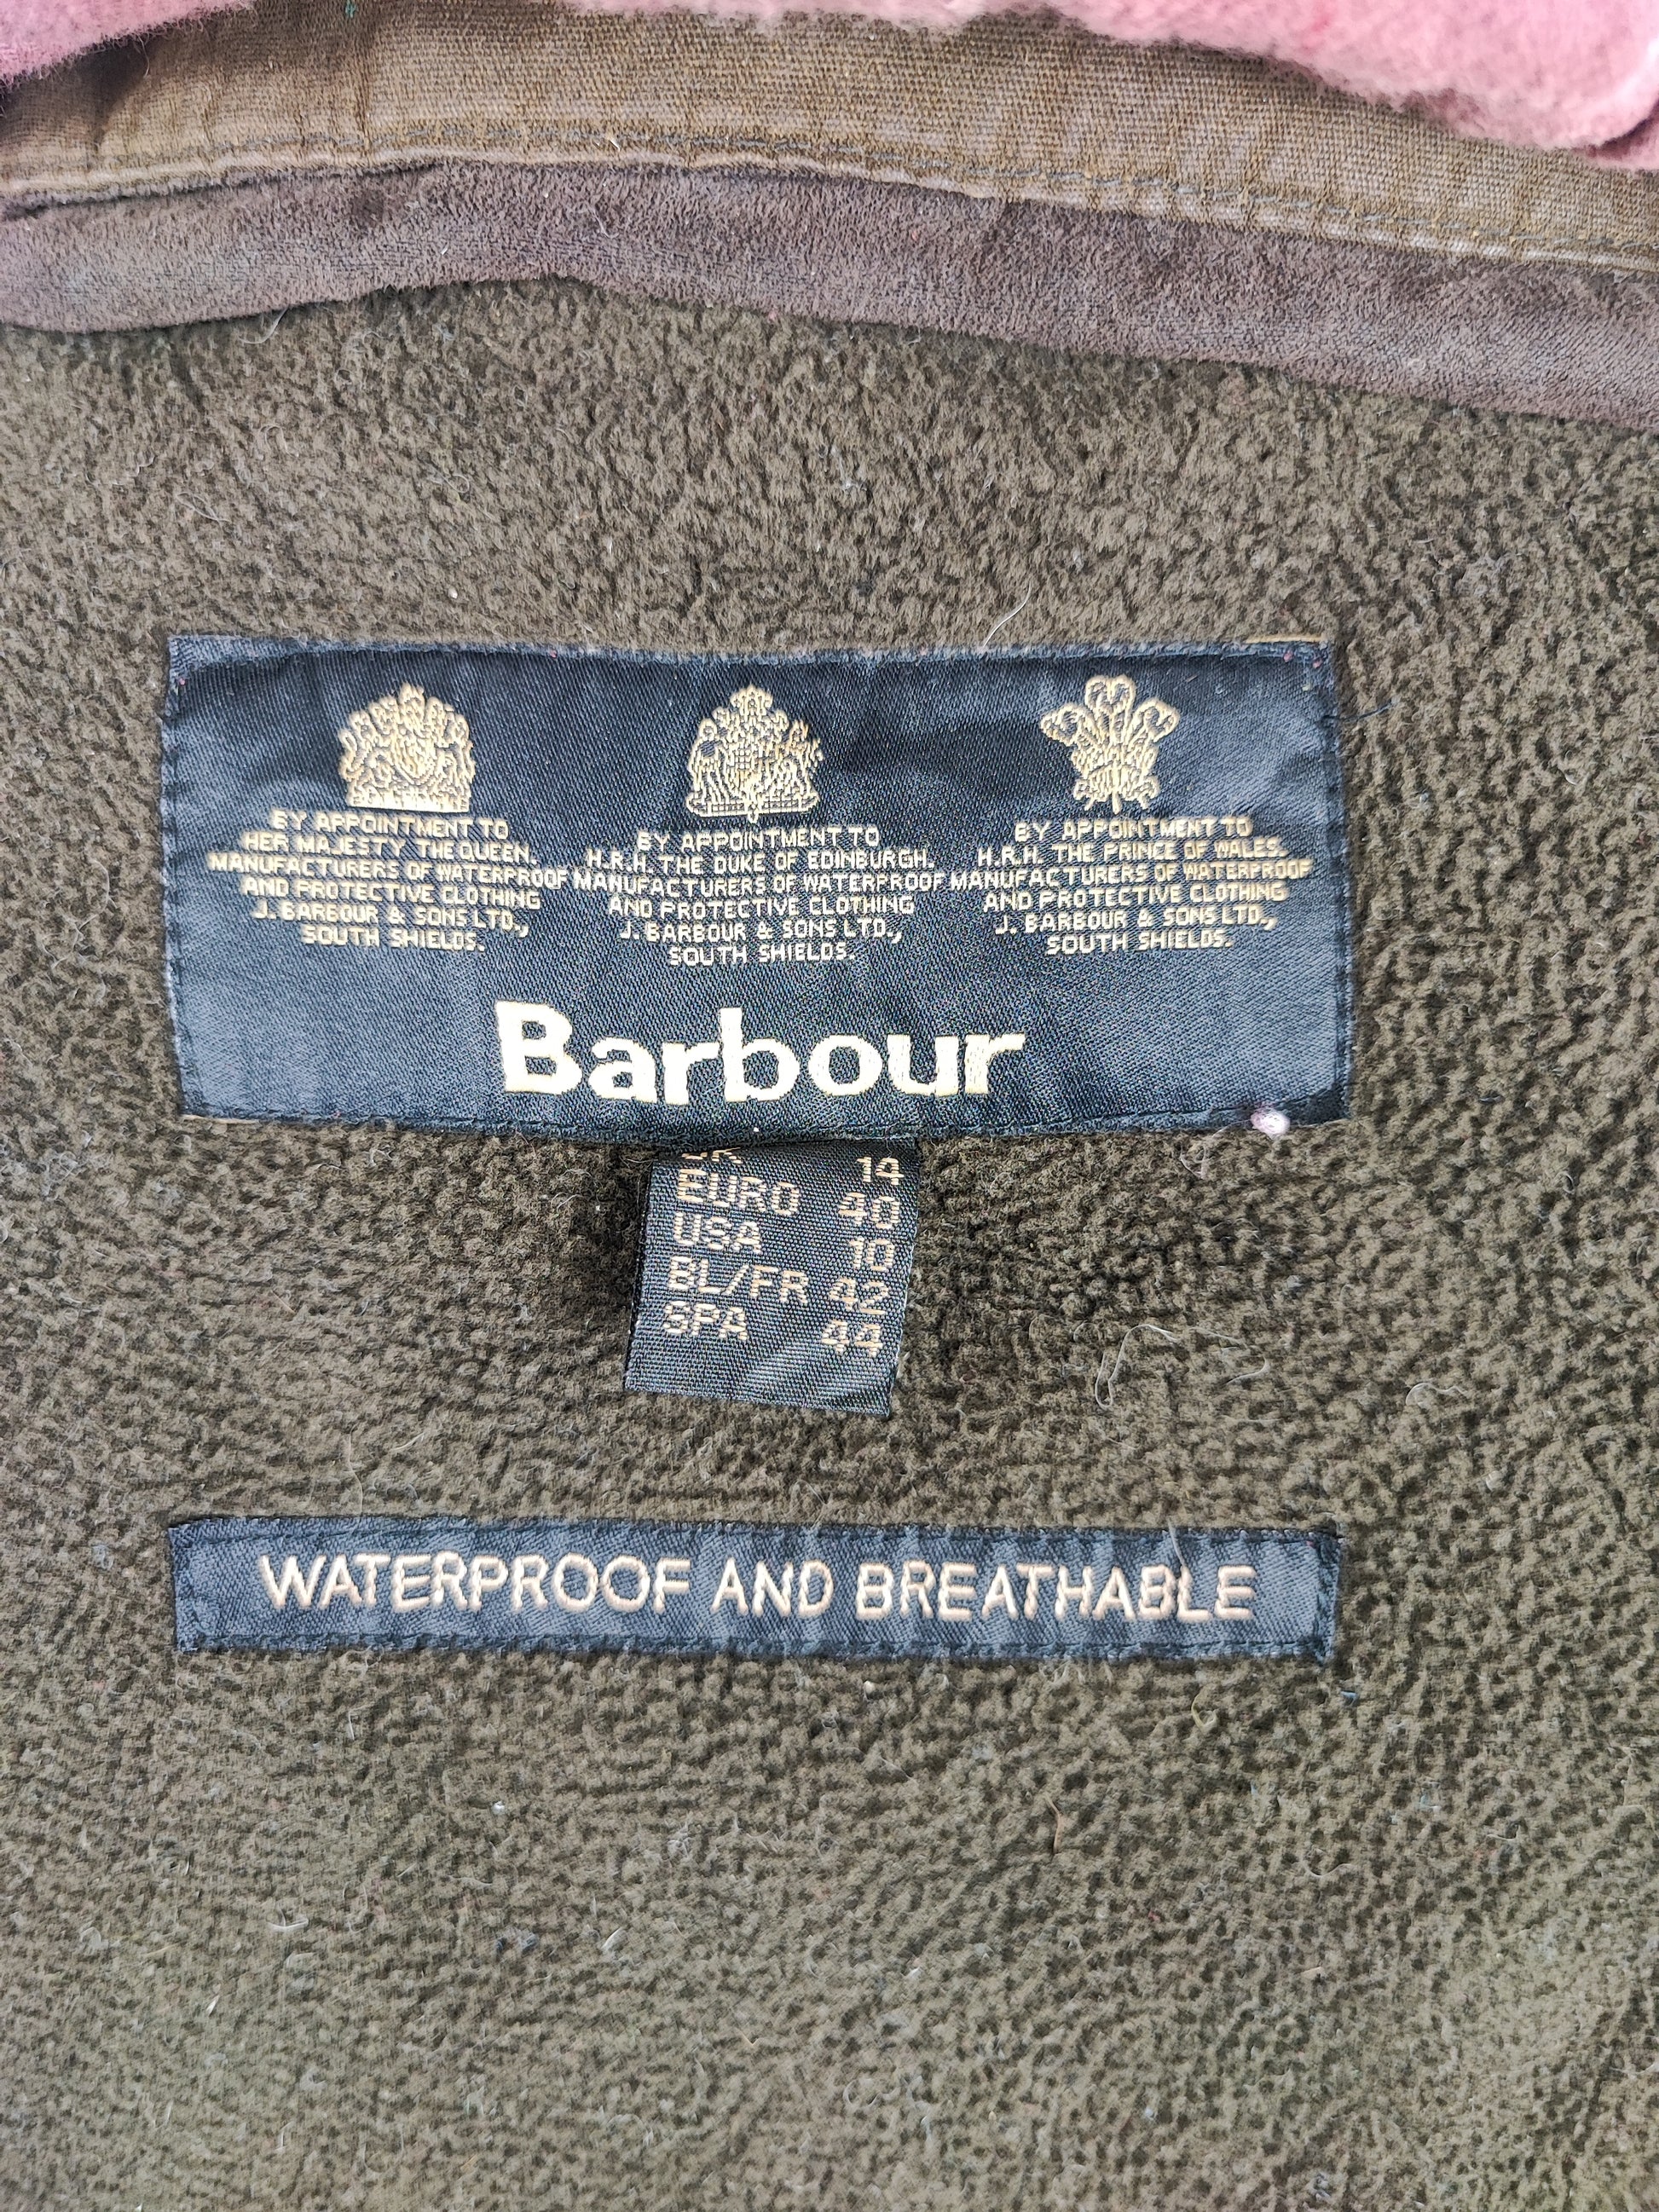 BY APPOINTMENT TO
HER MAJESTY THE QUEEN.
MANUFACTURERS OF WATERPROOF
AND PROTECTIVE CLOTHING
J. BARBOUR & SONS LTD.,
SOUTH SHIELDS.
BY APPOINTMENT TO
H.R.H. THE DUKE OF EDINBURGH.
MANUFACTURERS OF WATERPROOF
AND PROTECTIVE CLOTHING
J. BARBOUR & SONS LTD.,
SOUTH SHIELDS.
BY APPOINTMENT TO
H.R.H. THE PRINCE OF WALES.
MANUFACTURERS OF WATERPROOF
AND PROTECTIVE CLOTHING
J. BARBOUR & SONS LTD.,
SOUTH SHIELDS.
Barbour
14
EURO 40
USA 10
BL/FR 42
SPA 44
WATERPROOF AND BREATHABLE